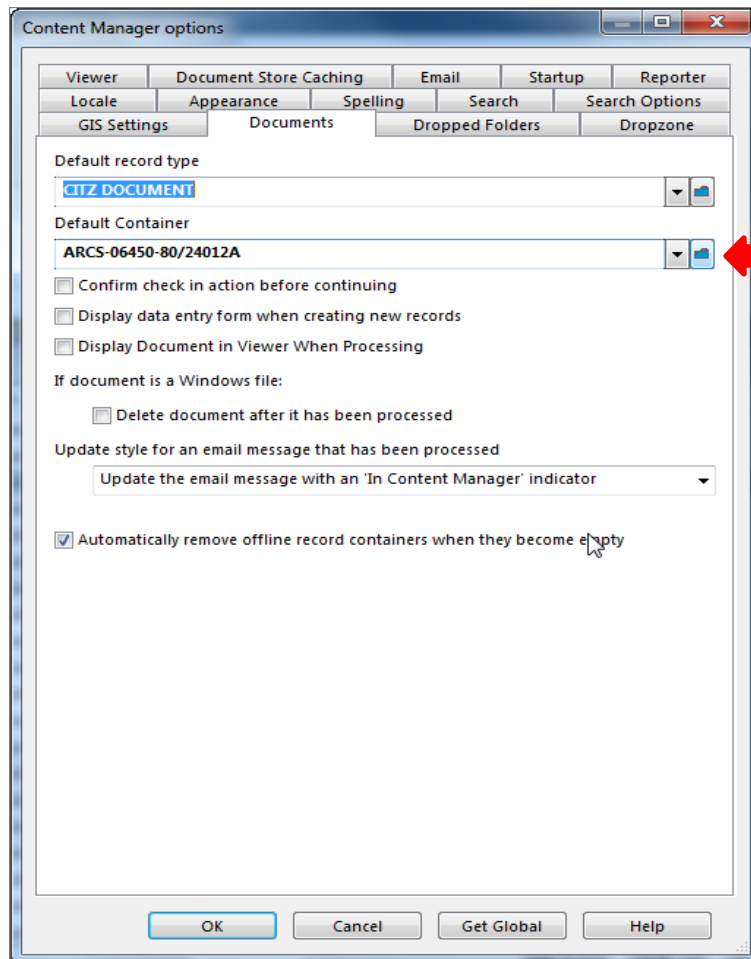 Content Manager options
Viewer Document Store Caching Email Startup Reporter
Locale Appearance Spelling Search Search Options
GIS Settings Documents Dropped Folders Dropzone
Default record type
CITZ DOCUMENT
Default Container
ARCS-06450-80/24012A
Confirm check in action before continuing
Display data entry form when creating new records
Display Document in Viewer When Processing
If document is a Windows file:
Delete document after it has been processed
Update style for an email message that has been processed
Update the email message with an 'In Content Manager' indicator
Automatically remove offline record containers when they become empty
OK Cancel Get Global Help